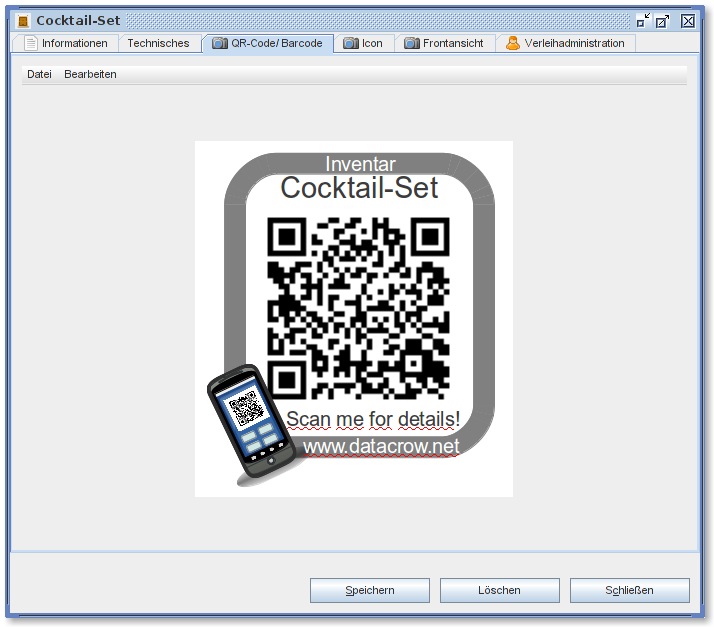 Cocktail-Set
Informationen Technisches QR-Code/ Barcode Icon Frontansicht Verleihadministration
Datei Bearbeiten
Inventar
Cocktail-Set
Scan me for details!
www.datacrow.net
Speichern Löschen Schließen